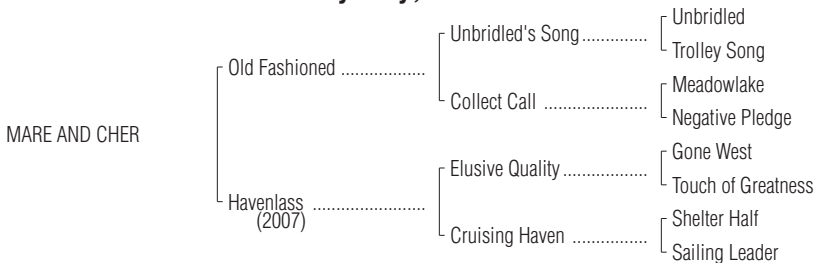 Unbridled
Unbridled's Song..............
Trolley Song
Old Fashioned ..................
Meadowlake
Collect Call ......................
Negative Pledge
MARE AND CHER
Gone West
Elusive Quality..................
Touch of Greatness
Havenlass ........................
(2007)
Shelter Half
Cruising Haven ................
Sailing Leader